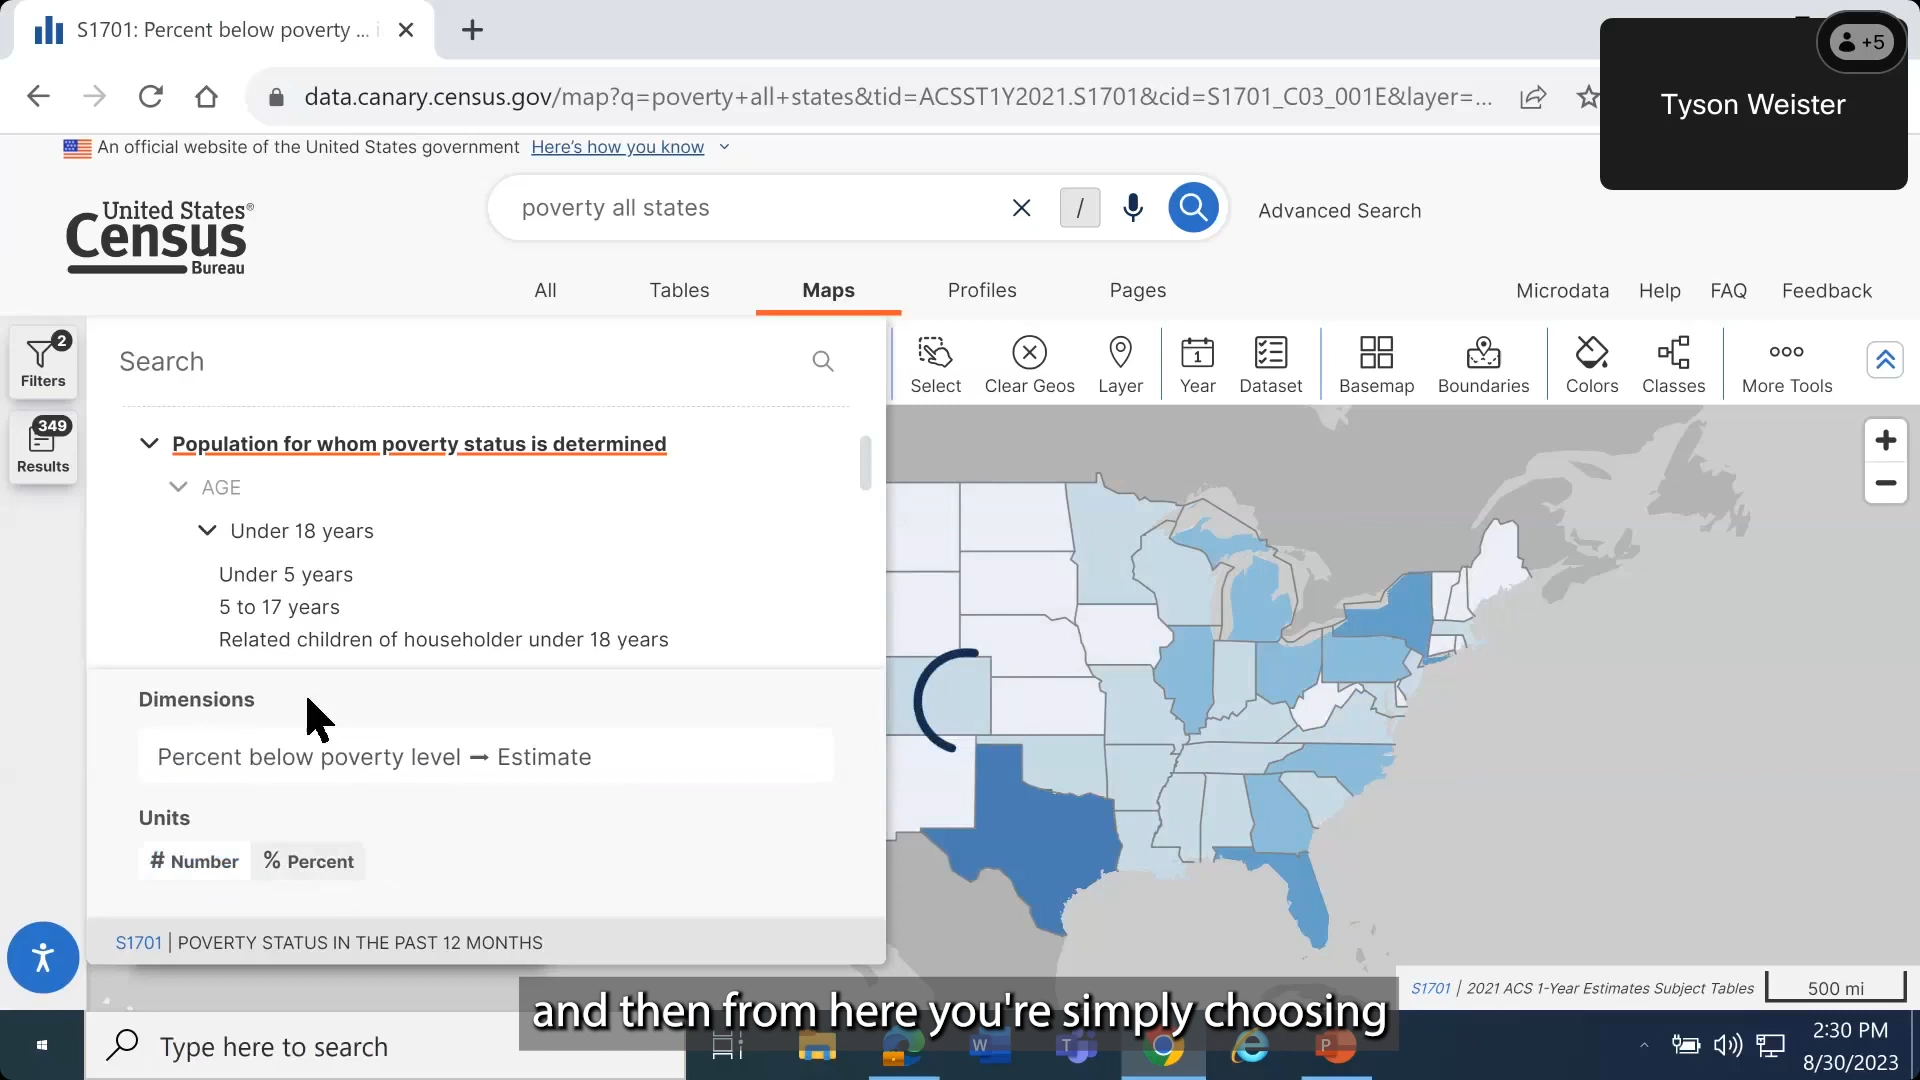 S1701: Percent below poverty ...
+5
Tyson Weister
data.canary.census.gov/map?q=poverty+all+states&tid=ACSST1Y2021.S1701&cid=S1701_C03_001E&layer=...
An official website of the United States government Here's how you know
United States®
Census
Bureau
poverty all states
/
Advanced Search
All Tables Maps Profiles Pages
Microdata Help FAQ Feedback
2
Filters
349
Results
Search
Select Clear Geos Layer 1 Year Dataset Basemap Boundaries Colors Classes More Tools
Population for whom poverty status is determined
AGE
Under 18 years
Under 5 years
5 to 17 years
Related children of householder under 18 years
Dimensions
Percent below poverty level → Estimate
Units
# Number % Percent
S1701 | POVERTY STATUS IN THE PAST 12 MONTHS
S1701 | 2021 ACS 1-Year Estimates Subject Tables
500 mi
and then from here you're simply choosing
Type here to search
W
T
P
2:30 PM
8/30/2023